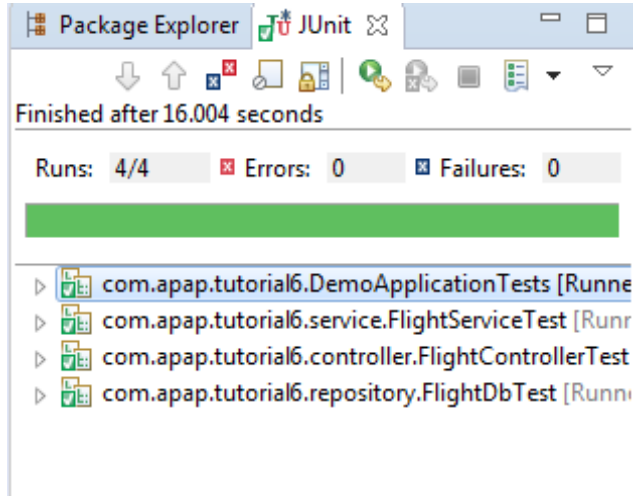 Package Explorer JUnit
Finished after 16.004 seconds
Runs: 4/4 Errors: 0 Failures: 0
com.apap.tutorial6.DemoApplicationTests [Runne
com.apap.tutorial6.service.FlightServiceTest [Runr
com.apap.tutorial6.controller.FlightControllerTest
com.apap.tutorial6.repository.FlightDbTest [Runn